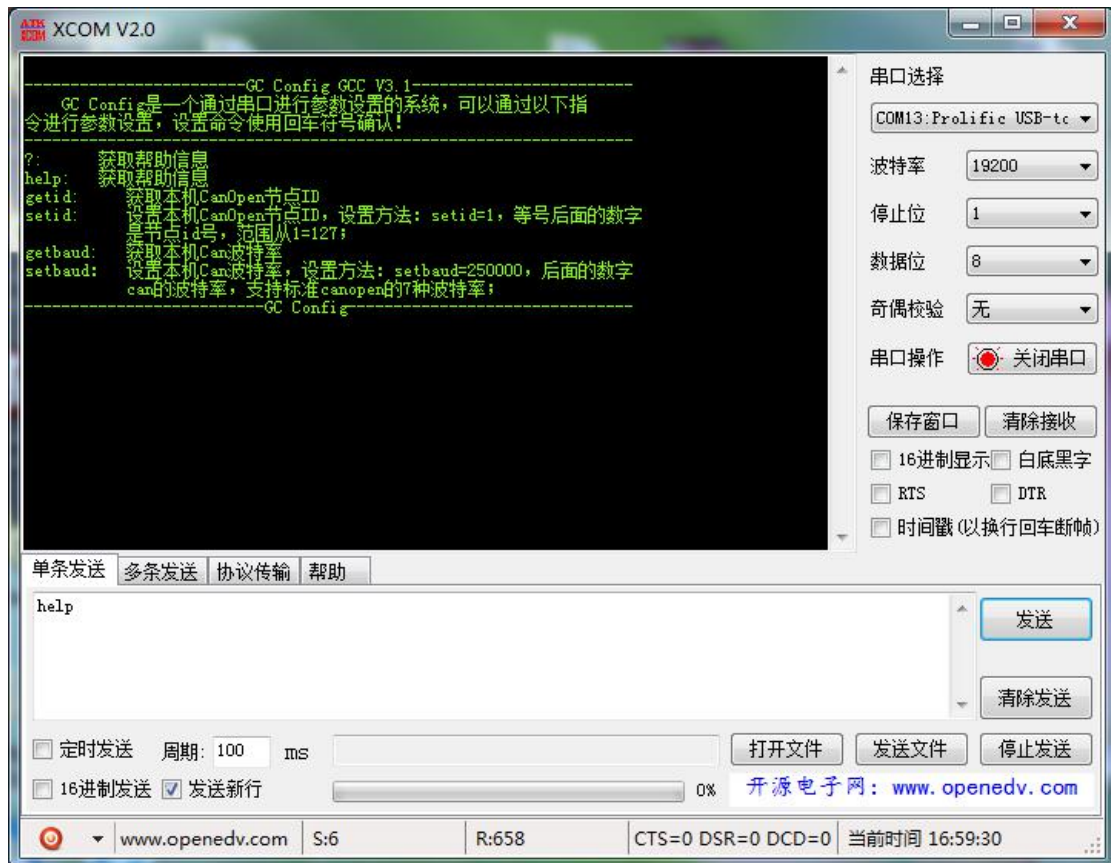 ATK XCOM XCOM V2.0
------------------------GC Config GCC V3.1------------------------
GC Config是一个通过串口进行参数设置的系统，可以通过以下指
令进行参数设置，设置命令使用回车符号确认！
------------------------------------------------------------------
?: 获取帮助信息
help: 获取帮助信息
getid: 获取本机CanOpen节点ID
setid: 设置本机CanOpen节点ID，设置方法: setid=1，等号后面的数字
是节点id号，范围从1=127；
getbaud: 获取本机Can波特率
setbaud: 设置本机Can波特率，设置方法: setbaud=250000，后面的数字
can的波特率，支持标准canopen的7种波特率；
--------------------------GC Config-------------------------------
串口选择
COM13:Prolific USB-to
波特率 19200
停止位 1
数据位 8
奇偶校验 无
串口操作 关闭串口
保存窗口 清除接收
16进制显示 白底黑字
RTS DTR
时间戳(以换行回车断帧)
单条发送 多条发送 协议传输 帮助
help
发送
清除发送
定时发送 周期: 100 ms 打开文件 发送文件 停止发送
16进制发送 发送新行 0% 开源电子网：www.openedv.com
www.openedv.com S:6 R:658 CTS=0 DSR=0 DCD=0 当前时间 16:59:30